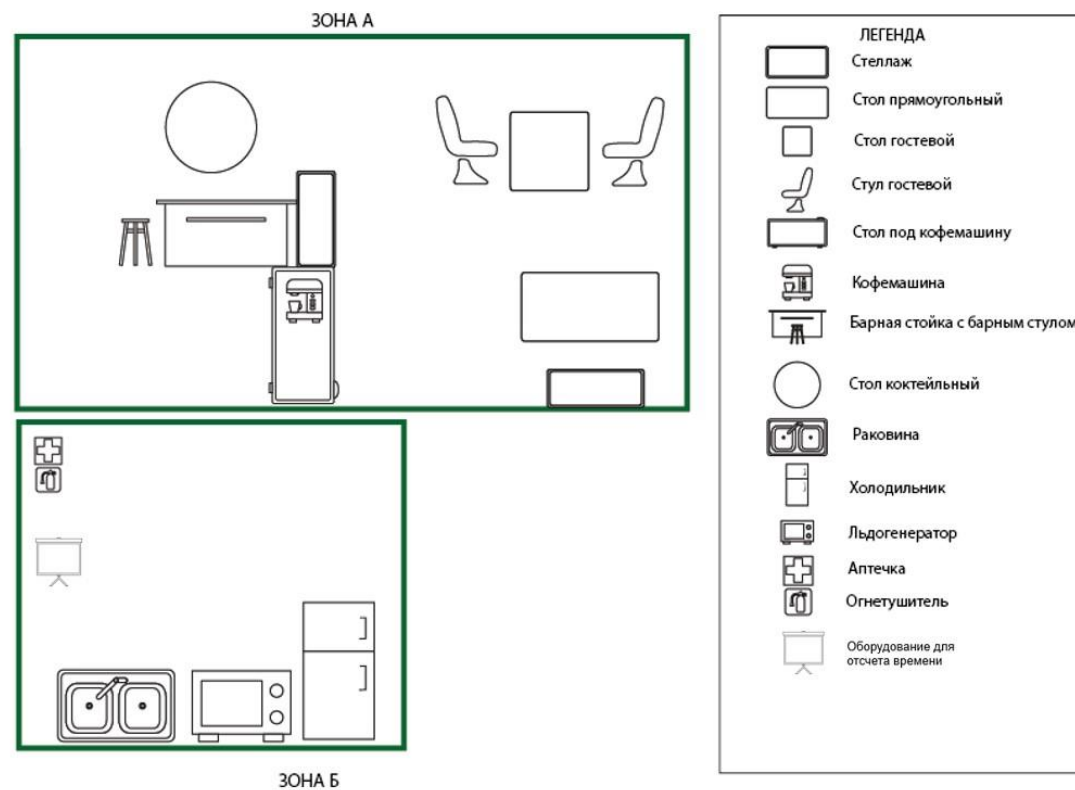 ЗОНА А
ЛЕГЕНДА
Стеллаж
Стол прямоугольный
Стол гостевой
Стул гостевой
Стол под кофемашину
Кофемашина
Барная стойка с барным стулом
Стол коктейльный
Раковина
Холодильник
Льдогенератор
Аптечка
Огнетушитель
Оборудование для
отсчета времени
ЗОНА Б